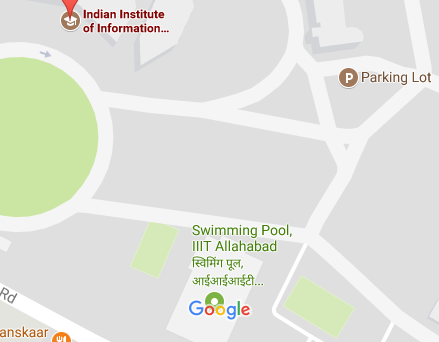 Indian Institute
of Information...
P
Parking Lot
Swimming Pool,
IIIT Allahabad
स्विमिंग पूल,
आईआईआईटी...
Google
Rd
anskaar